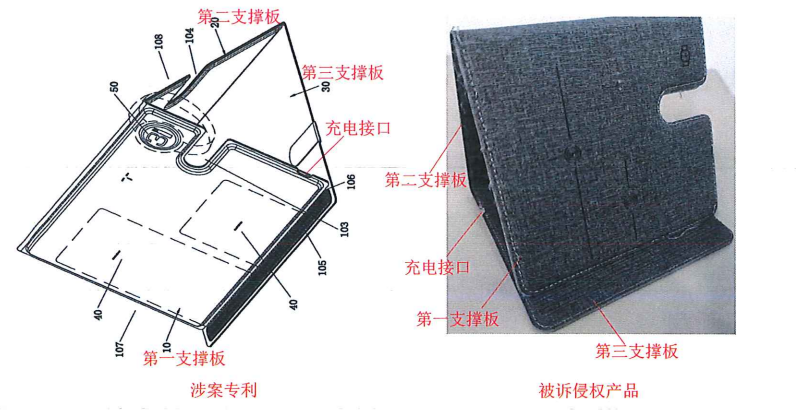 第二支撑板
20
104
108
第三支撑板
30
50
充电接口
106
103
105
40
40
10
107
第一支撑板
涉案专利
第二支撑板
充电接口
第一支撑板
第三支撑板
被诉侵权产品